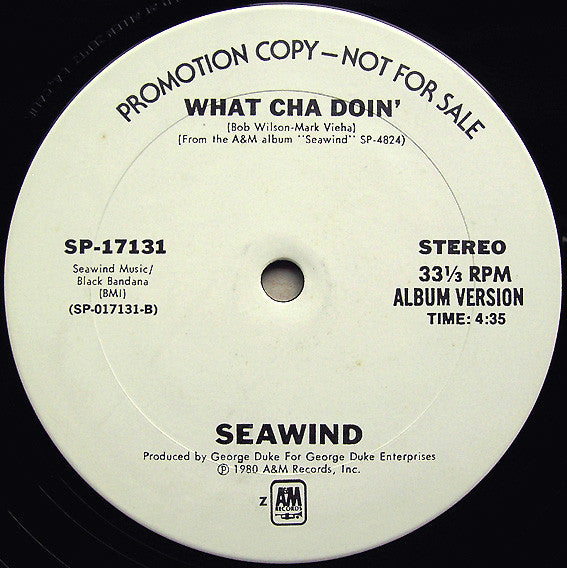 PROMOTION COPY—NOT FOR SALE
WHAT CHA DOIN'
(Bob Wilson-Mark Vieha)
(From the A&M album "Seawind" SP-4824)
SP-17131
Seawind Music/
Black Bandana
(BMI)
(SP-017131-B)
STEREO
33⅓ RPM
ALBUM VERSION
TIME: 4:35
SEAWIND
Produced by George Duke For George Duke Enterprises
℗ 1980 A&M Records, Inc.
Z
A&M
RECORDS